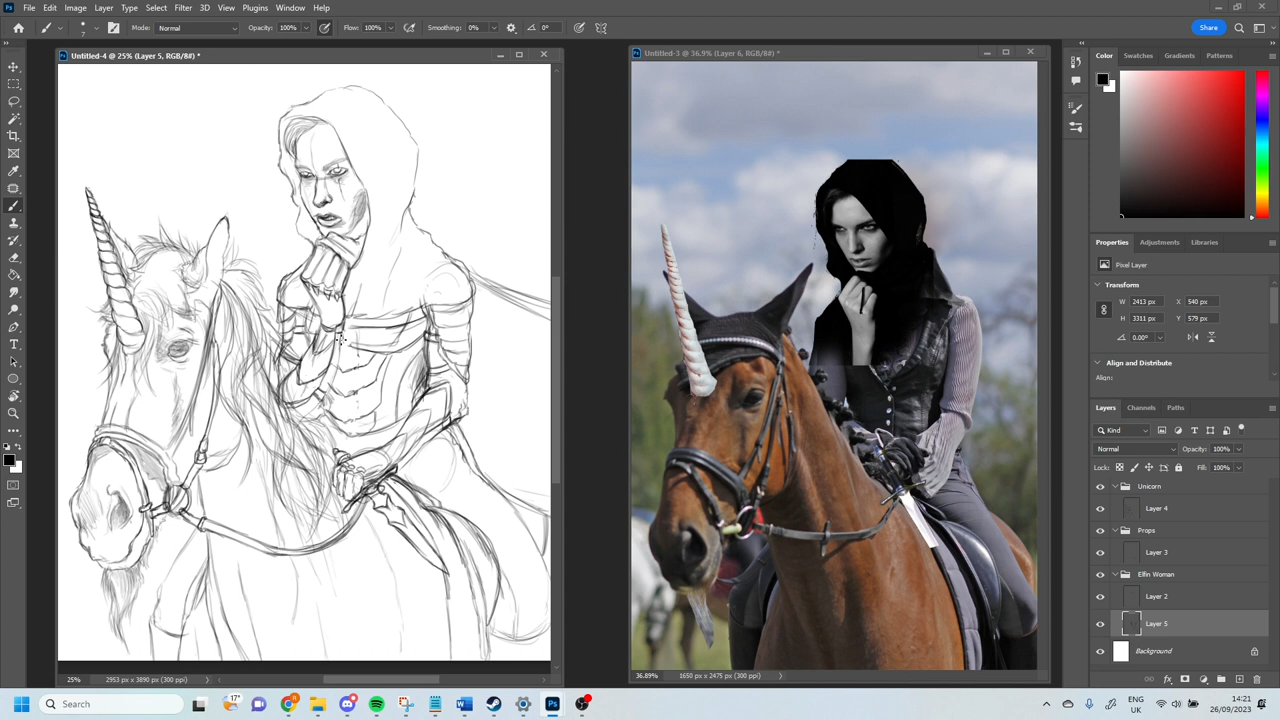 File Edit Image Layer Type Select Filter 3D View Plugins Window Help
7 Mode: Normal Opacity: 100% Flow: 100% Smoothing: 0% 0° Share
Untitled-4 @ 25% (Layer 5, RGB/8#) *
Untitled-3 @ 36.9% (Layer 6, RGB/8#) *
Color Swatches Gradients Patterns
Properties Adjustments Libraries
Pixel Layer
Transform
W 2413 px X 540 px
H 3311 px Y 579 px
0.00°
Align and Distribute
Align:
Layers Channels Paths
Kind
Normal Opacity: 100%
Lock: Fill: 100%
Unicorn
Layer 4
Props
Layer 3
Elfin Woman
Layer 2
Layer 5
Background
25% 2953 px x 3890 px (300 ppi)
36.89% 1650 px x 2475 px (300 ppi)
Search
17°
ENG
UK
14:21
26/09/2023